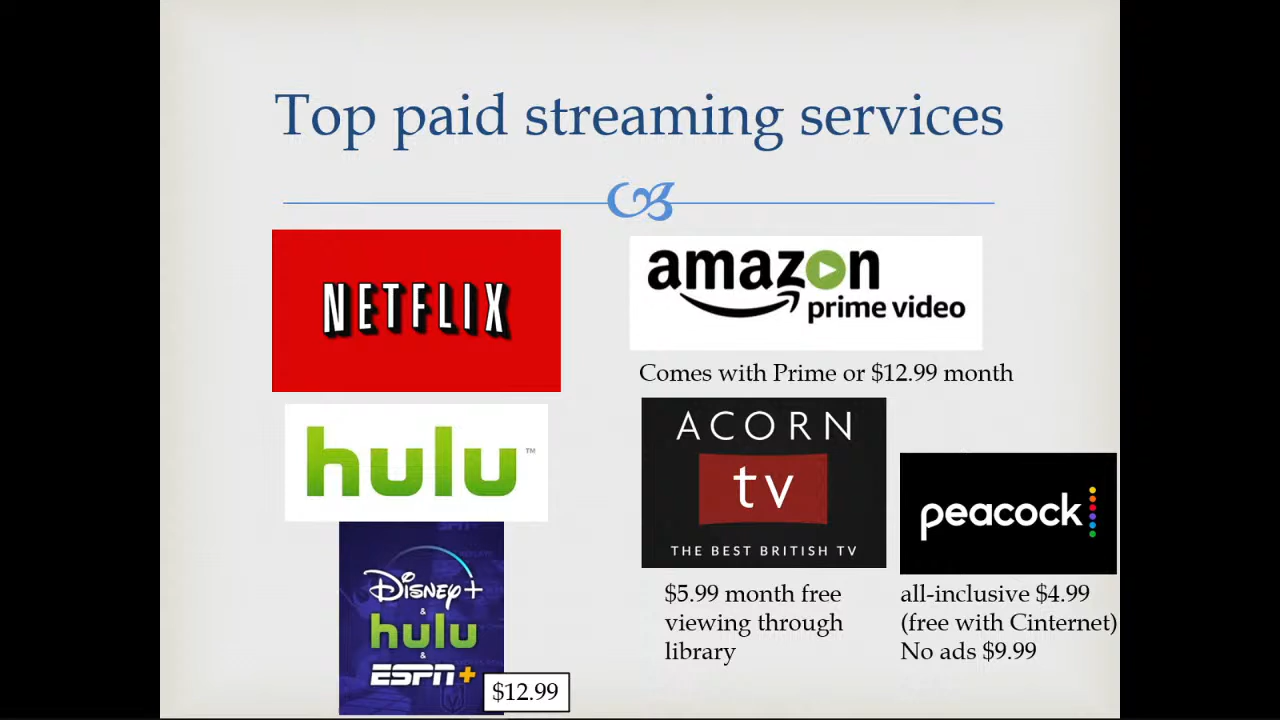 Top paid streaming services
NETFLIX
amazon
prime video
Comes with Prime or $12.99 month
hulu™
ACORN
tv
THE BEST BRITISH TV
peacock
$5.99 month free
viewing through
library
all-inclusive $4.99
(free with Cinternet)
No ads $9.99
Disney+
&
hulu
&
ESPN+
$12.99